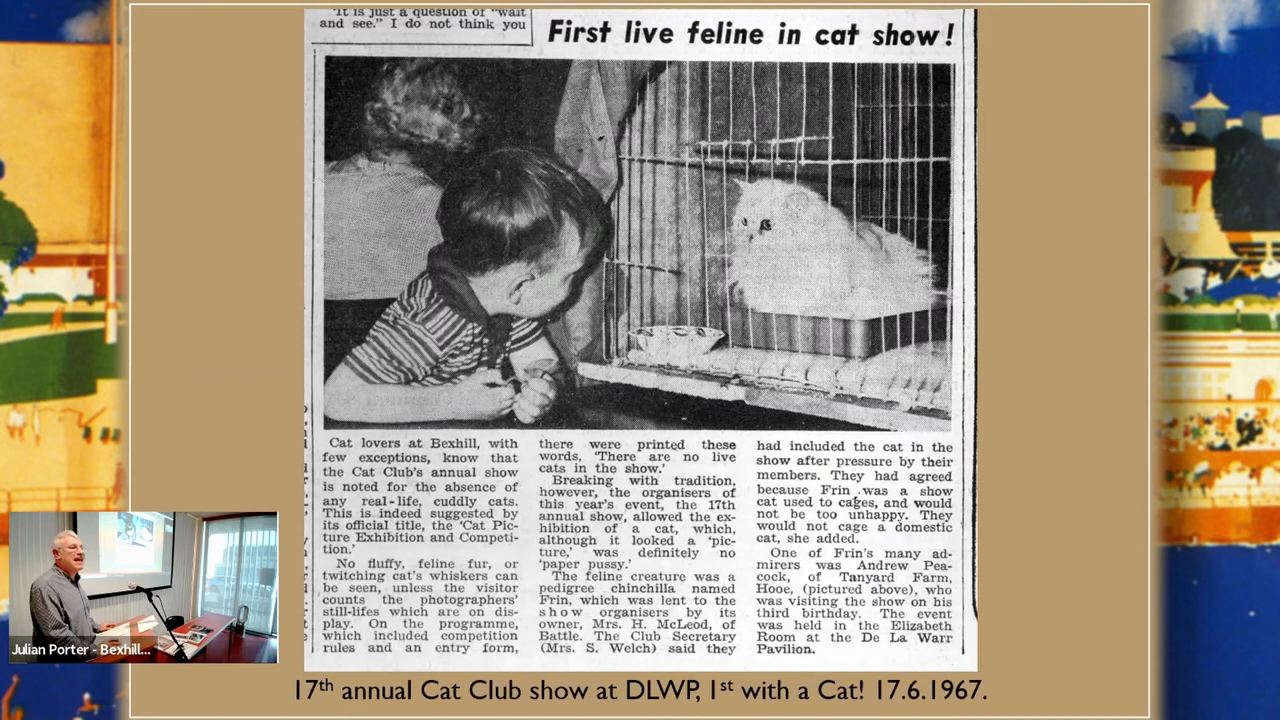 "It is just a question of "wait
and see." I do not think you
First live feline in cat show!
Cat lovers at Bexhill, with
few exceptions, know that
the Cat Club's annual show
is noted for the absence of
any real-life, cuddly cats.
This is indeed suggested by
its official title, the 'Cat Pic-
ture Exhibition and Competi-
tion.'
No fluffy, feline fur, or
twitching cat's whiskers can
be seen, unless the visitor
counts the photographers'
still-lifes which are on dis-
play. On the programme,
which included competition
rules and an entry form,
there were printed these
words, 'There are no live
cats in the show.'
Breaking with tradition,
however, the organisers of
this year's event, the 17th
annual show, allowed the ex-
hibition of a cat, which,
although it looked a 'pic-
ture,' was definitely no
'paper pussy.'
The feline creature was a
pedigree chinchilla named
Frin, which was lent to the
show organisers by its
owner, Mrs. H. McLeod, of
Battle. The Club Secretary
(Mrs. S. Welch) said they
had included the cat in the
show after pressure by their
members. They had agreed
because Frin was a show
cat used to cages, and would
not be too unhappy. They
would not cage a domestic
cat, she added.
One of Frin's many ad-
mirers was Andrew Pea-
cock, of Tanyard Farm,
Hooe, (pictured above), who
was visiting the show on his
third birthday. The event
was held in the Elizabeth
Room at the De La Warr
Pavilion.
Julian Porter - Bexhill...
17th annual Cat Club show at DLWP, 1st with a Cat! 17.6.1967.